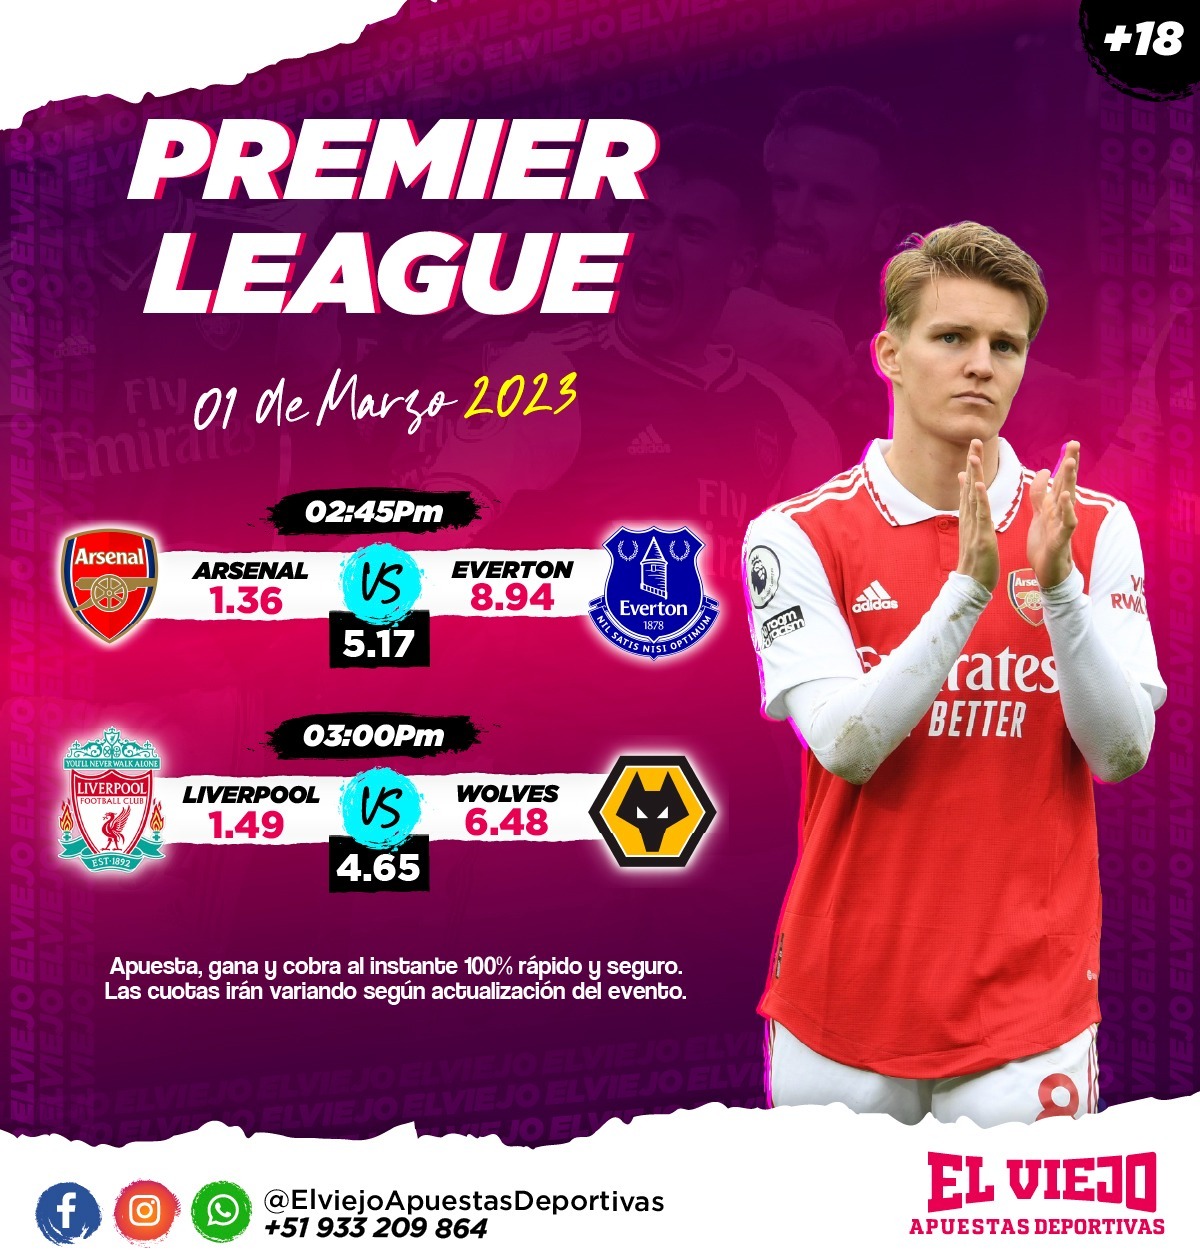 +18
PREMIER
LEAGUE
01 de Marzo 2023
02:45Pm
Arsenal
ARSENAL
1.36
VS
5.17
EVERTON
8.94
Everton
1878
NIL SATIS NISI OPTIMUM
03:00Pm
YOU'LL NEVER WALK ALONE
LIVERPOOL
FOOTBALL CLUB
EST·1892
LIVERPOOL
1.49
VS
4.65
WOLVES
6.48
adidas
BETTER
8
Apuesta, gana y cobra al instante 100% rápido y seguro.
Las cuotas irán variando según actualización del evento.
@ElviejoApuestasDeportivas
+51 933 209 864
EL VIEJO
APUESTAS DEPORTIVAS